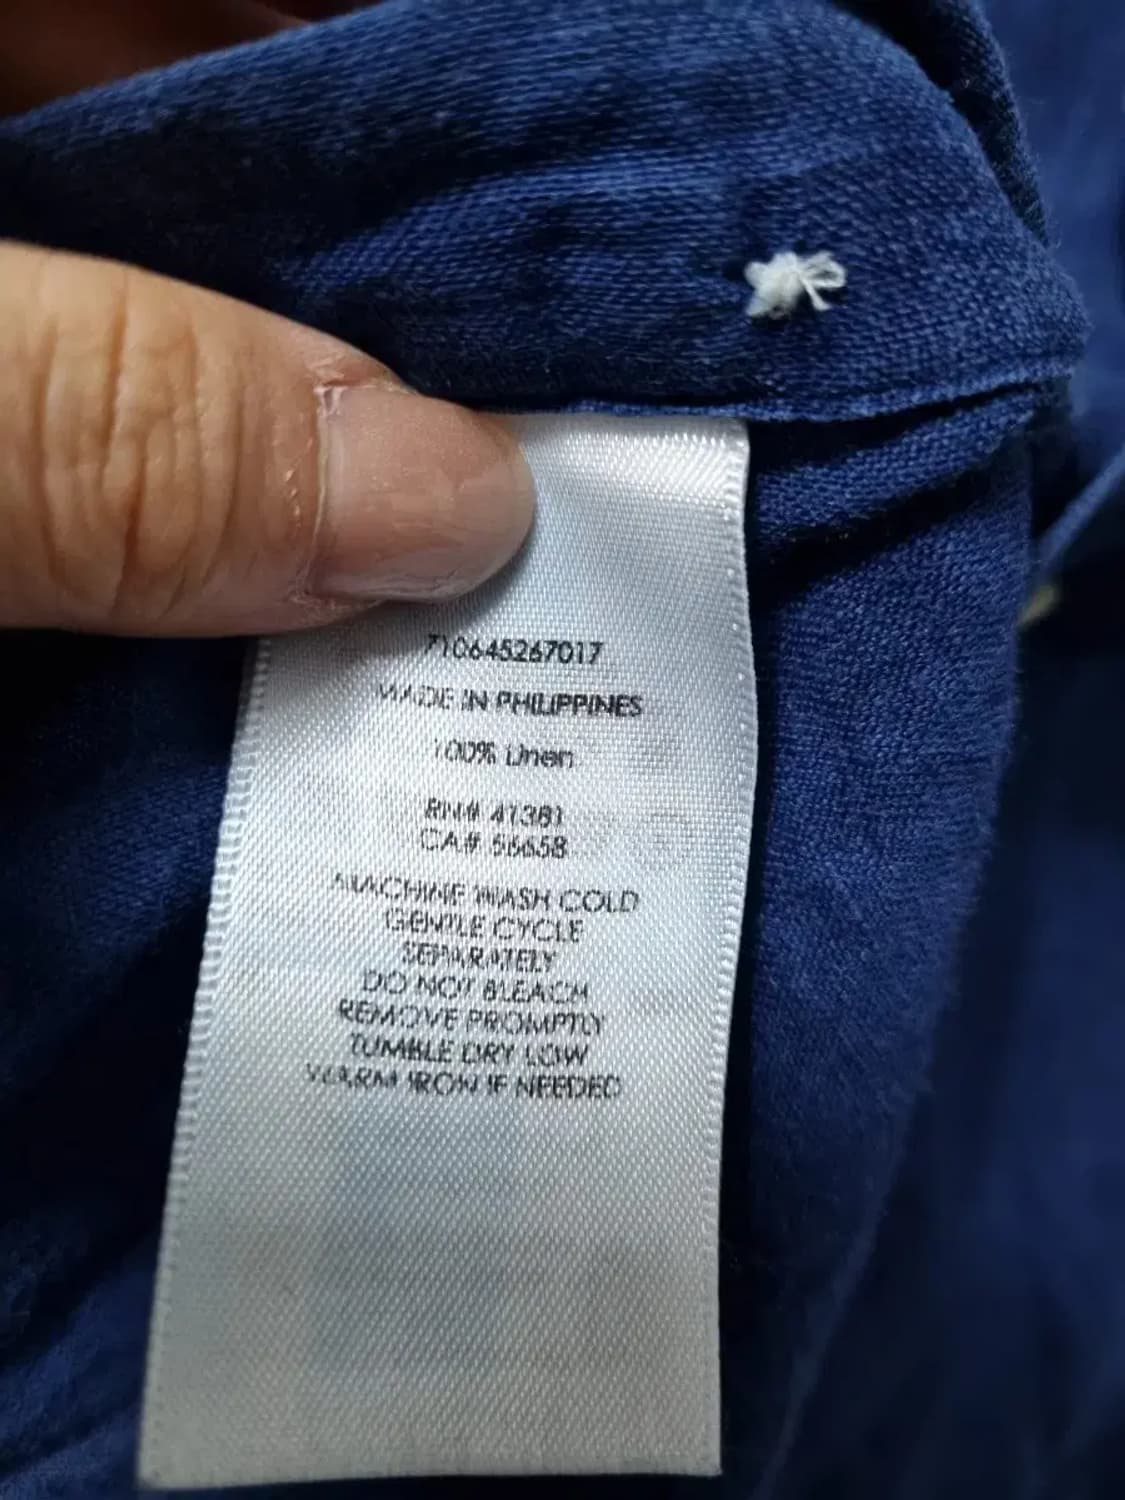 710645267017
MADE IN PHILIPPINES
100% Linen
RN# 41381
CA# 56658
MACHINE WASH COLD
GENTLE CYCLE
SEPARATELY
DO NOT BLEACH
REMOVE PROMPTLY
TUMBLE DRY LOW
WARM IRON IF NEEDED